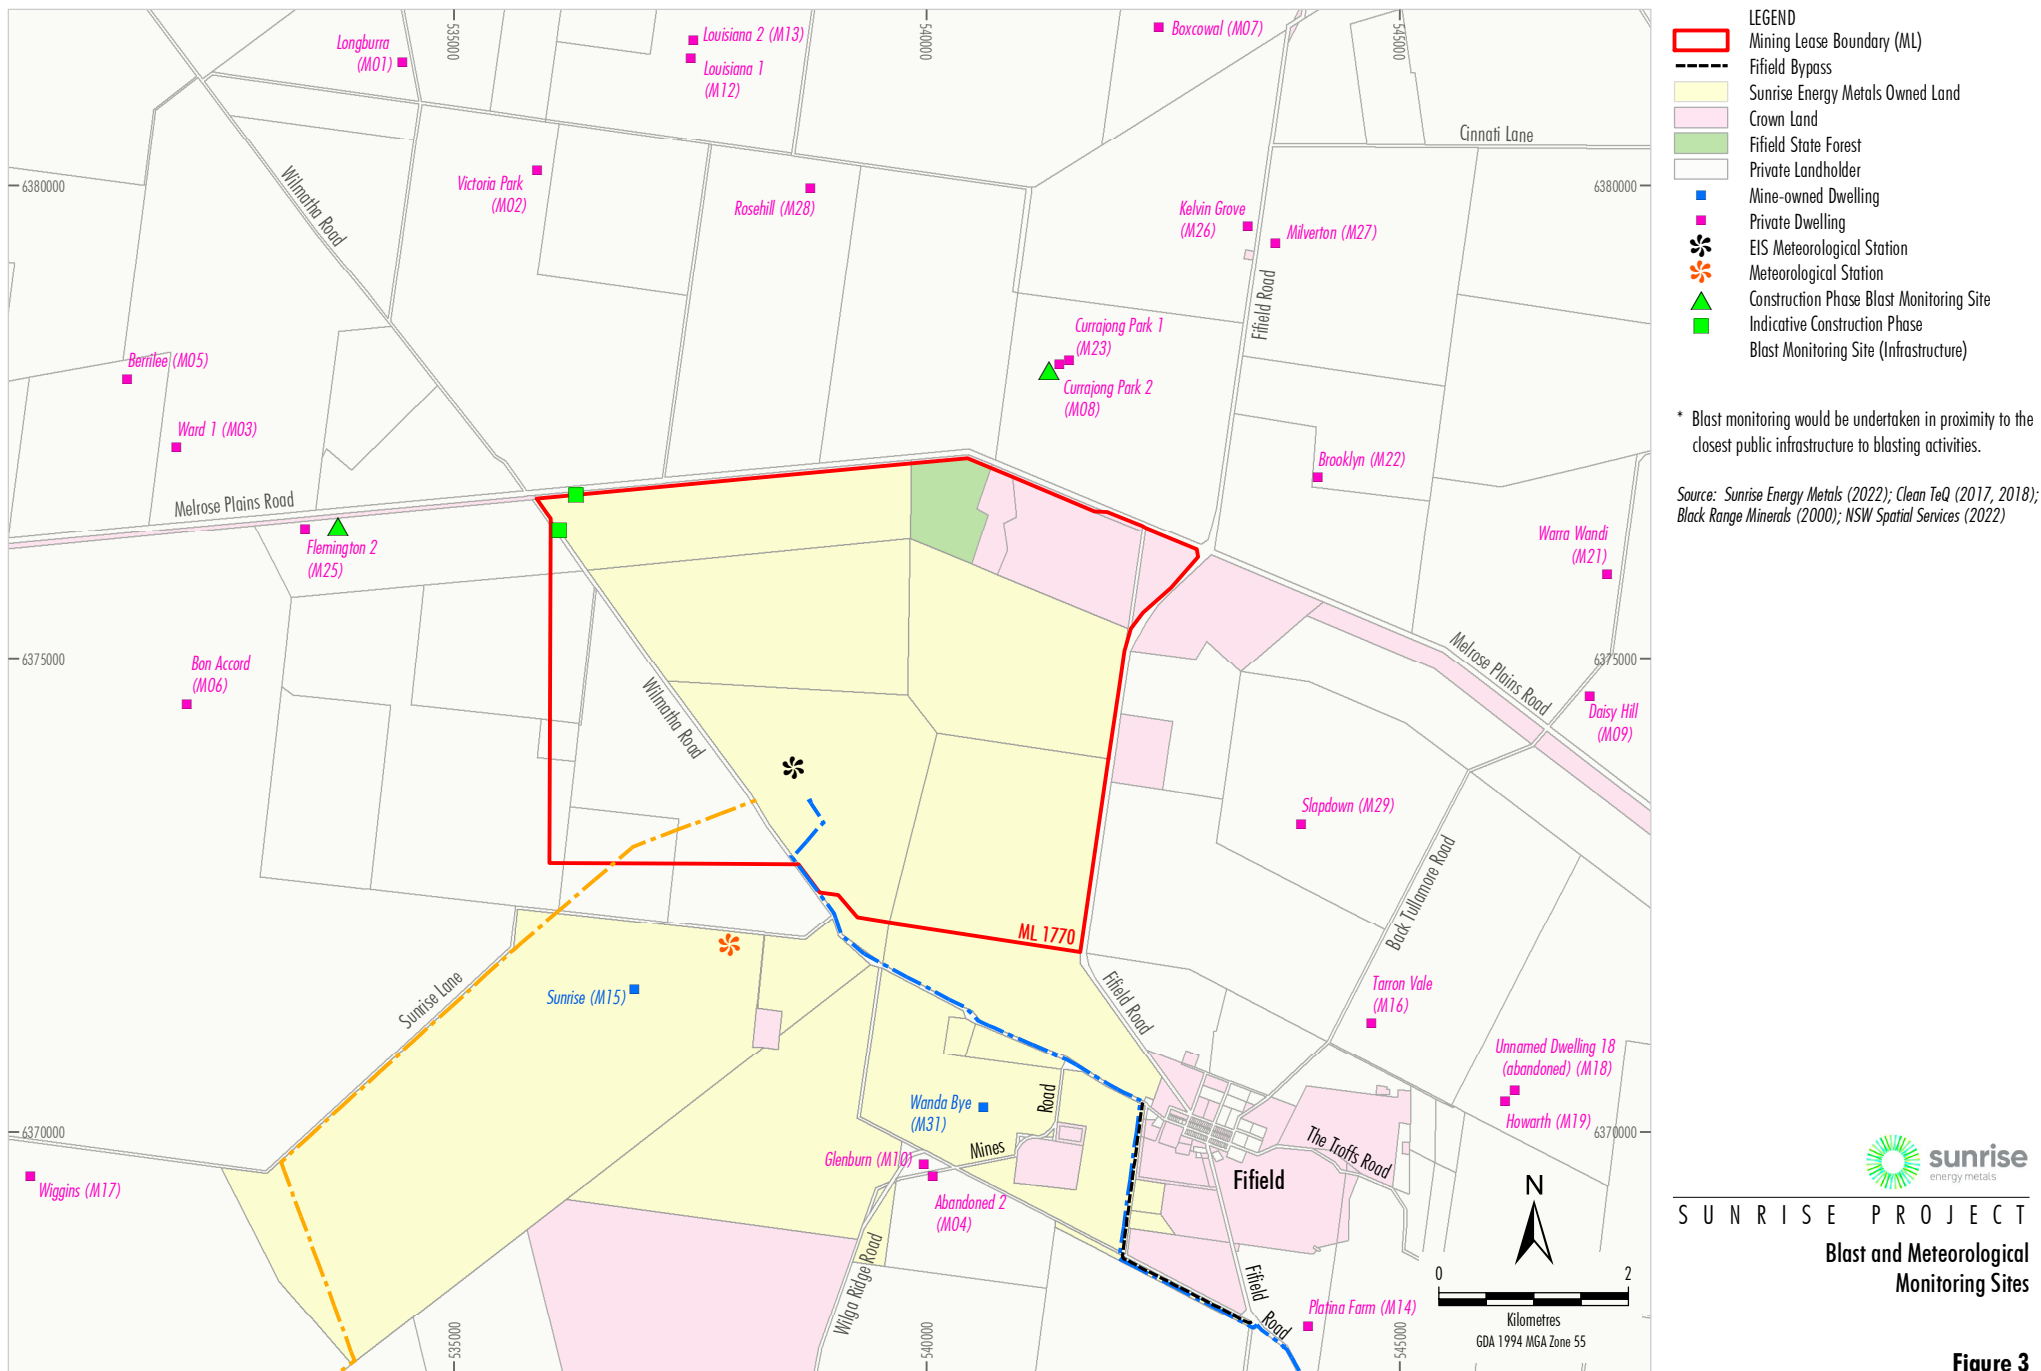 535000
540000
545000
Longburra
(M01)
Louisiana 2 (M13)
Louisiana 1
(M12)
Boxcowal (M07)
Cinnati Lane
6380000
6380000
Wilmatha Road
Victoria Park
(M02)
Rosehill (M28)
Kelvin Grove
(M26)
Milverton (M27)
Fifield Road
Currajong Park 1
(M23)
Currajong Park 2
(M08)
Berrilee (M05)
Ward 1 (M03)
Brooklyn (M22)
Melrose Plains Road
Flemington 2
(M25)
Warra Wandi
(M21)
6375000
6375000
Bon Accord
(M06)
Wilmatha Road
Melrose Plains Road
Daisy Hill
(M09)
Slapdown (M29)
Back Tullamore Road
ML 1770
Sunrise Lane
Sunrise (M15)
Fifield Road
Tarron Vale
(M16)
Unnamed Dwelling 18
(abandoned) (M18)
Howarth (M19)
Wanda Bye
(M31)
Mines
Road
6370000
6370000
The Troffs Road
Glenburn (M10)
Fifield
Wiggins (M17)
Abandoned 2
(M04)
Wilga Ridge Road
Fifield
Road
Platina Farm (M14)
535000
540000
545000
N
0 2
Kilometres
GDA 1994 MGA Zone 55
LEGEND
Mining Lease Boundary (ML)
Fifield Bypass
Sunrise Energy Metals Owned Land
Crown Land
Fifield State Forest
Private Landholder
Mine-owned Dwelling
Private Dwelling
EIS Meteorological Station
Meteorological Station
Construction Phase Blast Monitoring Site
Indicative Construction Phase
Blast Monitoring Site (Infrastructure)
* Blast monitoring would be undertaken in proximity to the
closest public infrastructure to blasting activities.
Source: Sunrise Energy Metals (2022); Clean TeQ (2017, 2018);
Black Range Minerals (2000); NSW Spatial Services (2022)
sunrise
energy metals
SUNRISE PROJECT
Blast and Meteorological
Monitoring Sites
Figure 3